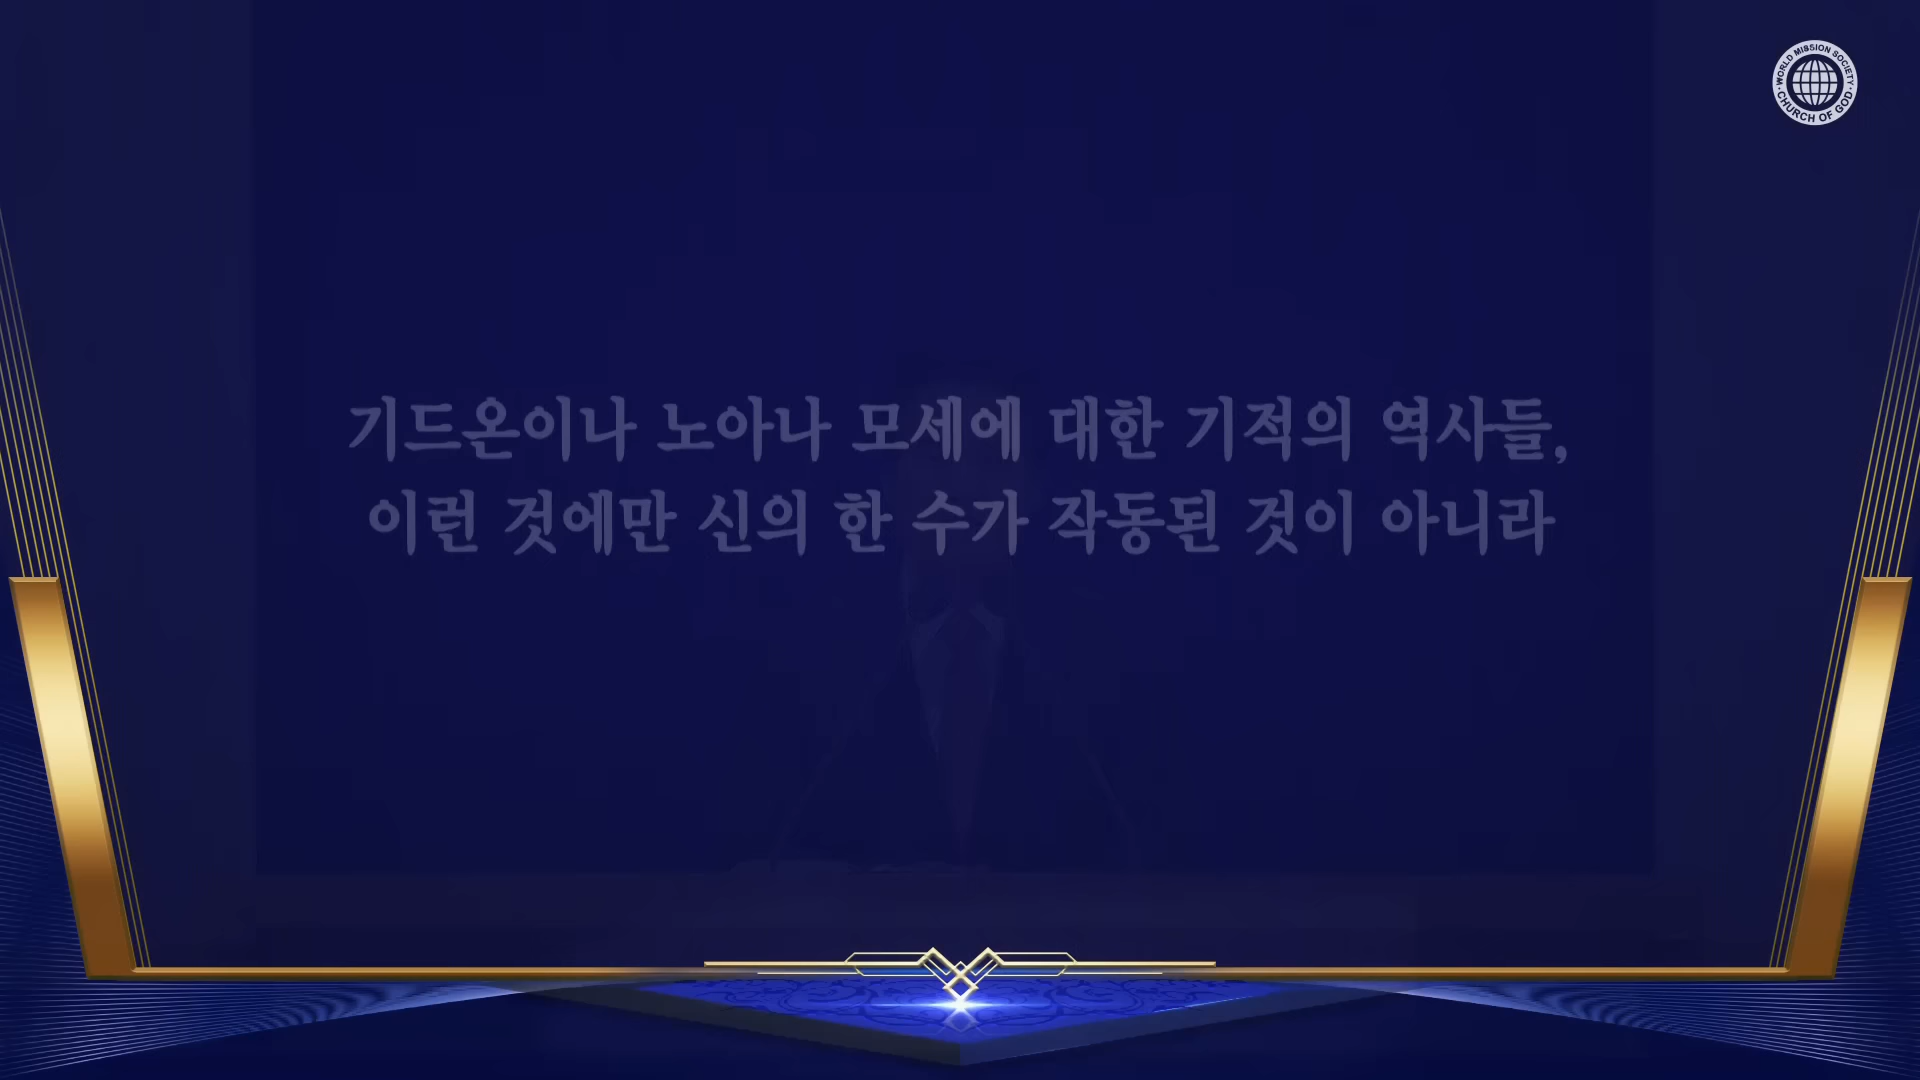 WORLD MISSION SOCIETY
CHURCH OF GOD
기드온이나 노아나 모세에 대한 기적의 역사들,
이런 것에만 신의 한 수가 작동된 것이 아니라